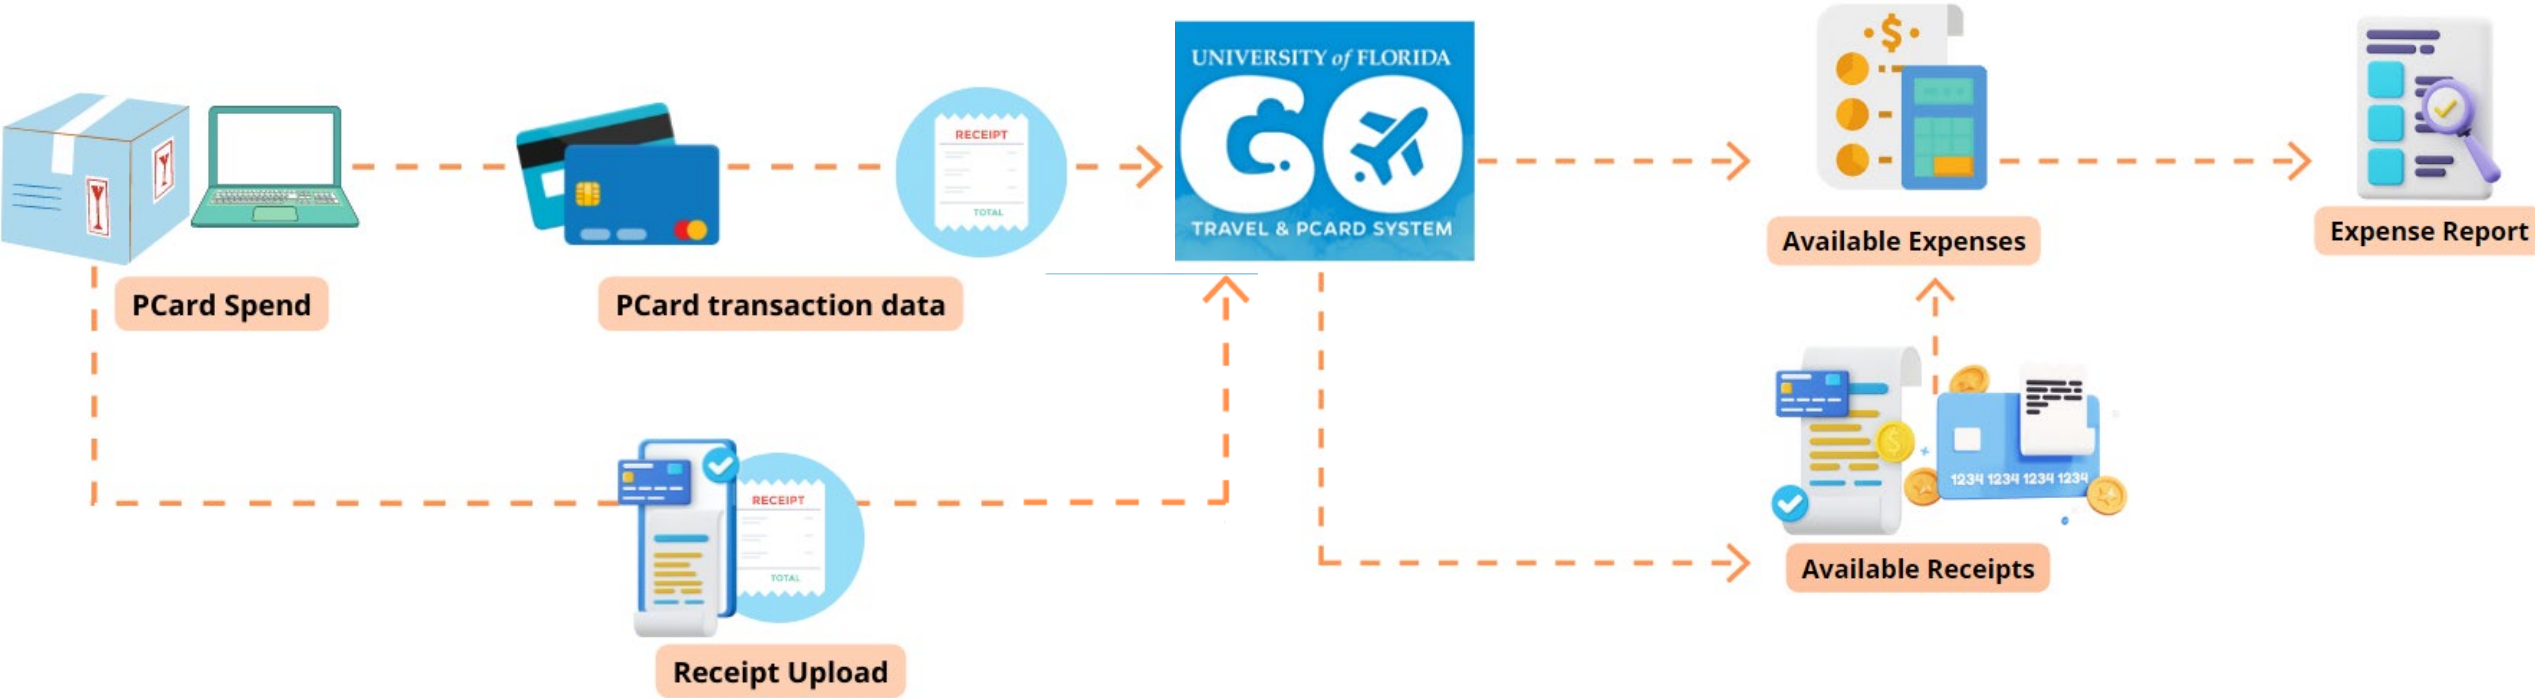 UNIVERSITY of FLORIDA
GO
TRAVEL & PCARD SYSTEM
RECEIPT
TOTAL
Y
Y
$
PCard Spend
PCard transaction data
Available Expenses
Expense Report
RECEIPT
TOTAL
Receipt Upload
$
1234 1234 1234 1234
Available Receipts